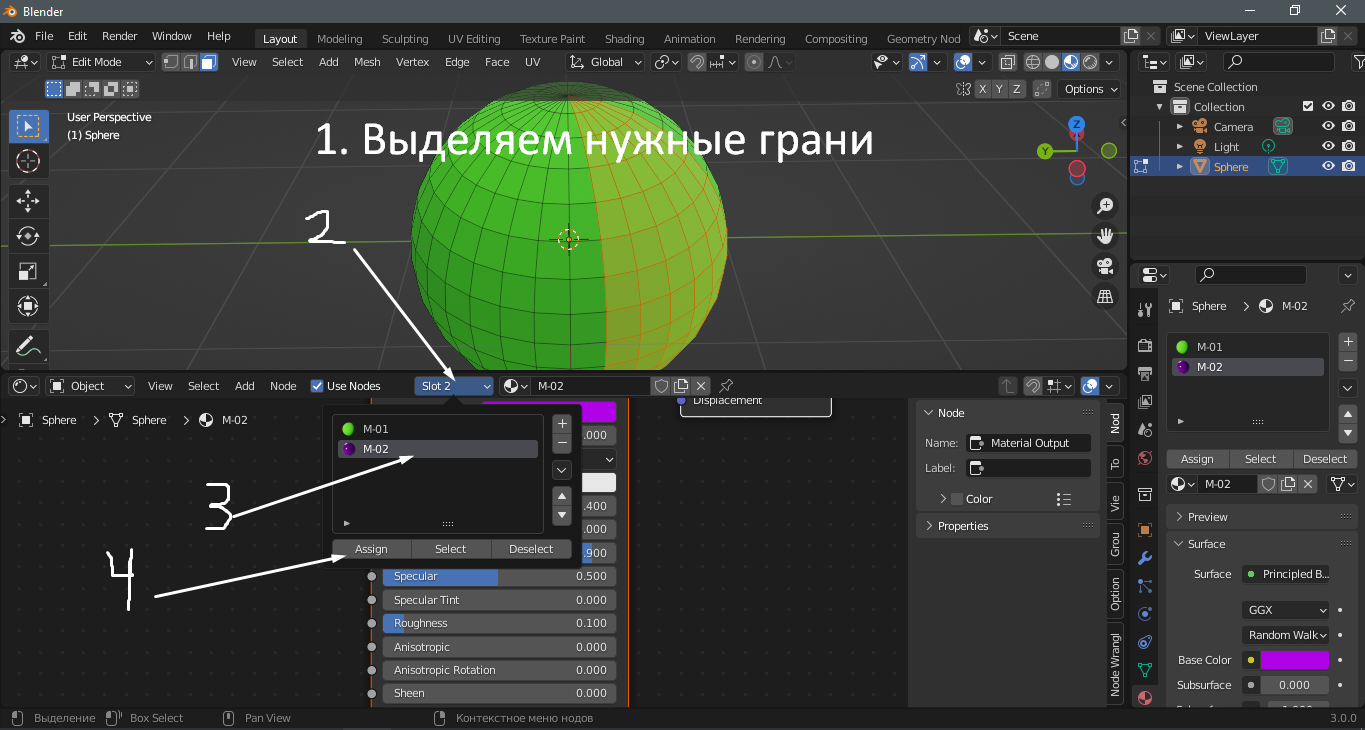 Blender
File Edit Render Window Help Layout Modeling Sculpting UV Editing Texture Paint Shading Animation Rendering Compositing Geometry Nod Scene ViewLayer
Edit Mode View Select Add Mesh Vertex Edge Face UV Global
X Y Z Options
User Perspective
(1) Sphere
1. Выделяем нужные грани
Z
Y
2
Scene Collection
Collection
Camera
Light
Sphere
Sphere M-02
M-01
M-02
Assign Select Deselect
M-02
Preview
Surface
Surface Principled B...
GGX
Random Walk
Base Color
Subsurface 0.000
Object View Select Add Node Use Nodes Slot 2 M-02
Sphere Sphere M-02
Displacement
M-01
M-02
3
4
Assign Select Deselect
.000
.400
.000
.900
Specular 0.500
Specular Tint 0.000
Roughness 0.100
Anisotropic 0.000
Anisotropic Rotation 0.000
Sheen 0.000
Node
Name: Material Output
Label:
Color
Properties
Nod
To
Vie
Grou
Option
Node Wrangl
Выделение Box Select Pan View Контекстное меню нодов 3.0.0